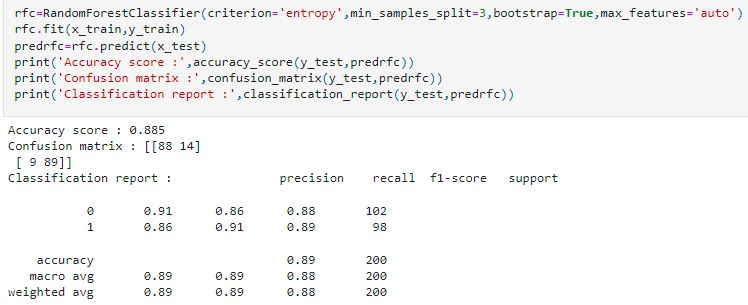 rfc=RandomForestClassifier(criterion='entropy',min_samples_split=3,bootstrap=True,max_features='auto')
rfc.fit(x_train,y_train)
predrfc=rfc.predict(x_test)
print('Accuracy score :',accuracy_score(y_test,predrfc))
print('Confusion matrix :',confusion_matrix(y_test,predrfc))
print('Classification report :',classification_report(y_test,predrfc))
Accuracy score : 0.885
Confusion matrix : [[88 14]
 [ 9 89]]
Classification report :               precision    recall  f1-score   support
           0       0.91      0.86      0.88       102
           1       0.86      0.91      0.89        98
    accuracy                           0.89       200
   macro avg       0.89      0.89      0.88       200
weighted avg       0.89      0.89      0.88       200